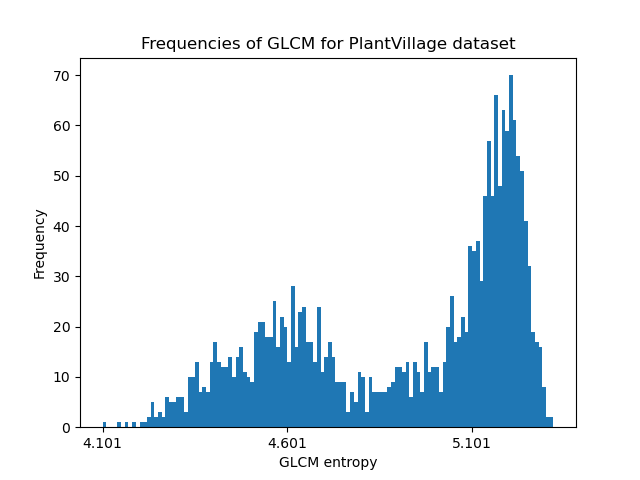 Frequencies of GLCM for PlantVillage dataset
70
60
50
40
30
20
10
0
Frequency
4.101 4.601 5.101
GLCM entropy